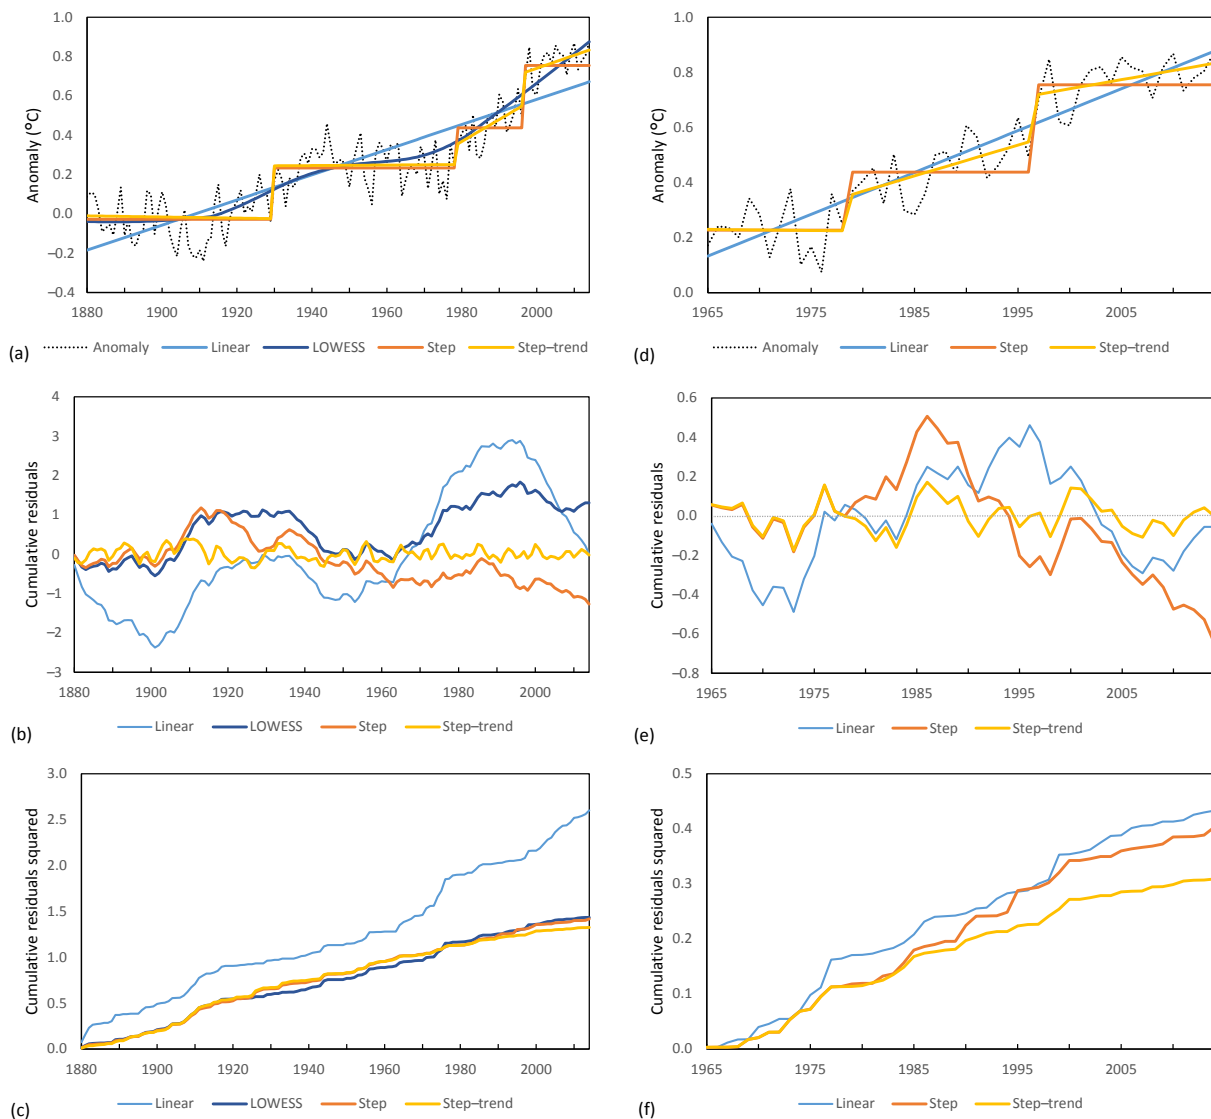 1.0
0.8
0.6
0.4
0.2
0.0
–0.2
–0.4
Anomaly (°C)
1880 1900 1920 1940 1960 1980 2000
(a) Anomaly Linear LOWESS Step Step–trend
1.0
0.8
0.6
0.4
0.2
0.0
Anomaly (°C)
1965 1975 1985 1995 2005
(d) Anomaly Linear Step Step–trend
4
3
2
1
0
–1
–2
–3
Cumulative residuals
1880 1900 1920 1940 1960 1980 2000
(b) Linear LOWESS Step Step–trend
0.6
0.4
0.2
0.0
–0.2
–0.4
–0.6
–0.8
Cumulative residuals
1965 1975 1985 1995 2005
(e) Linear Step Step–trend
3.0
2.5
2.0
1.5
1.0
0.5
0.0
Cumulative residuals squared
1880 1900 1920 1940 1960 1980 2000
(c) Linear LOWESS Step Step–trend
0.5
0.4
0.3
0.2
0.1
0.0
Cumulative residuals squared
1965 1975 1985 1995 2005
(f) Linear Step Step–trend